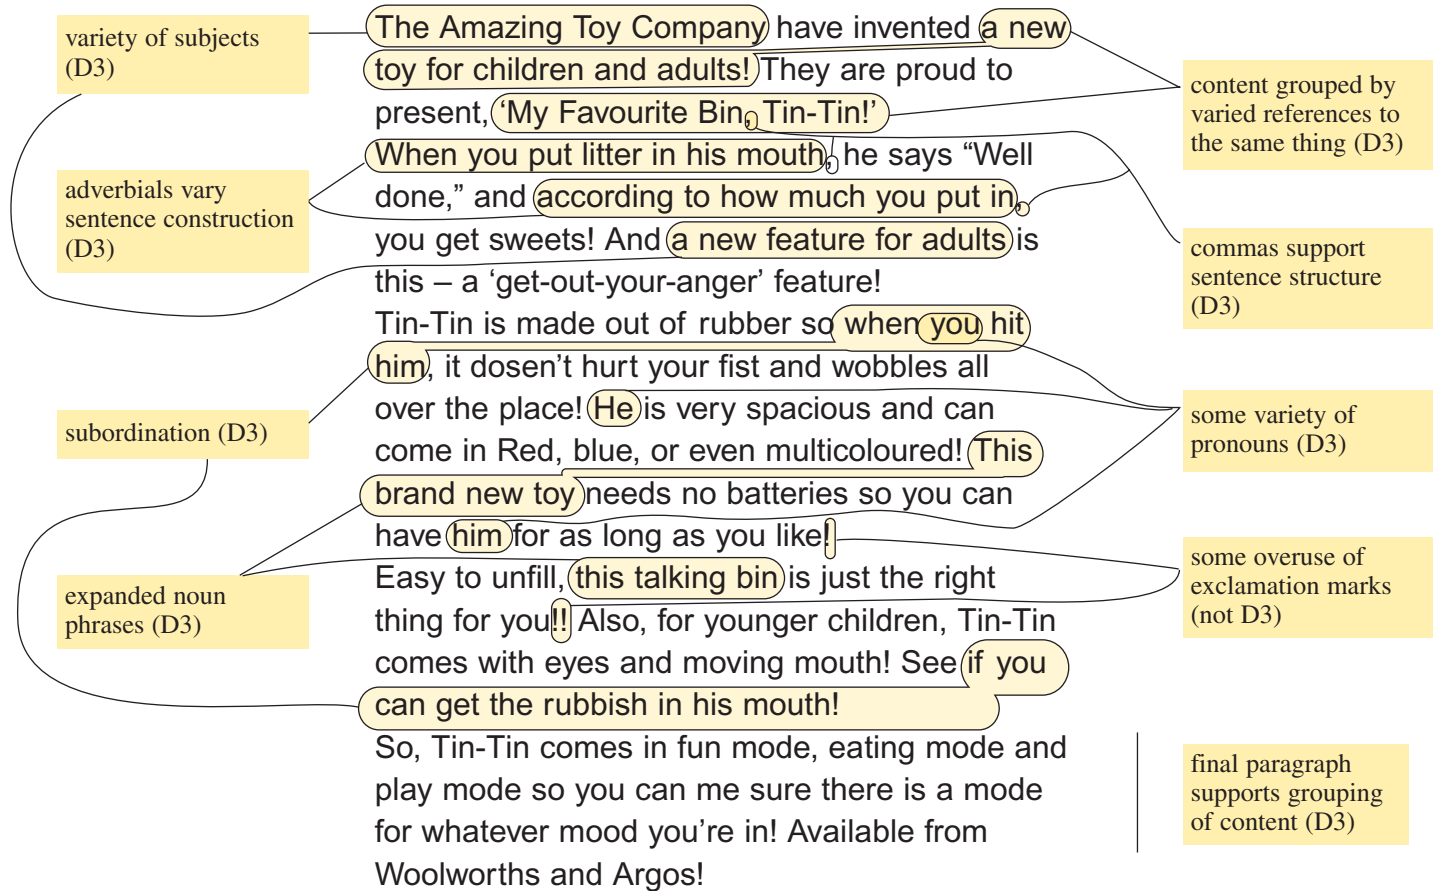 variety of subjects
(D3)
adverbials vary
sentence construction
(D3)
subordination (D3)
expanded noun
phrases (D3)
The Amazing Toy Company have invented a new
toy for children and adults! They are proud to
present, ‘My Favourite Bin, Tin-Tin!’
When you put litter in his mouth, he says “Well
done,” and according to how much you put in,
you get sweets! And a new feature for adults is
this – a ‘get-out-your-anger’ feature!
Tin-Tin is made out of rubber so when you hit
him, it dosen’t hurt your fist and wobbles all
over the place! He is very spacious and can
come in Red, blue, or even multicoloured! This
brand new toy needs no batteries so you can
have him for as long as you like!
Easy to unfill, this talking bin is just the right
thing for you!! Also, for younger children, Tin-Tin
comes with eyes and moving mouth! See if you
can get the rubbish in his mouth!
So, Tin-Tin comes in fun mode, eating mode and
play mode so you can me sure there is a mode
for whatever mood you’re in! Available from
Woolworths and Argos!
content grouped by
varied references to
the same thing (D3)
commas support
sentence structure
(D3)
some variety of
pronouns (D3)
some overuse of
exclamation marks
(not D3)
final paragraph
supports grouping
of content (D3)